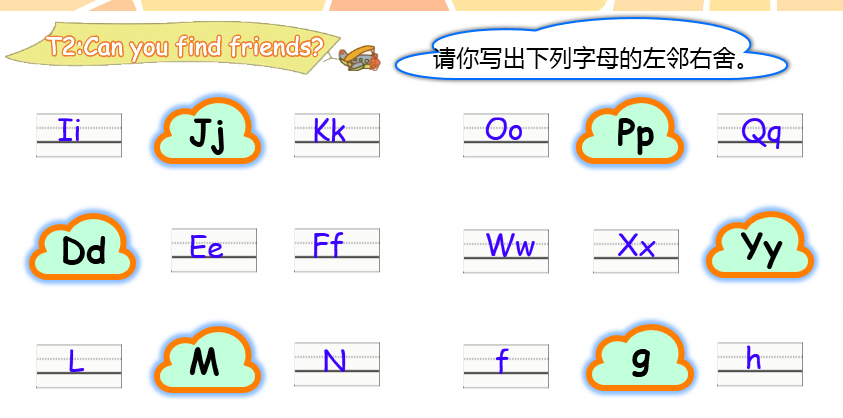 T2:Can you find friends?
请你写出下列字母的左邻右舍。
Ii Jj Kk Oo Pp Qq
Dd Ee Ff Ww Xx Yy
L M N f g h